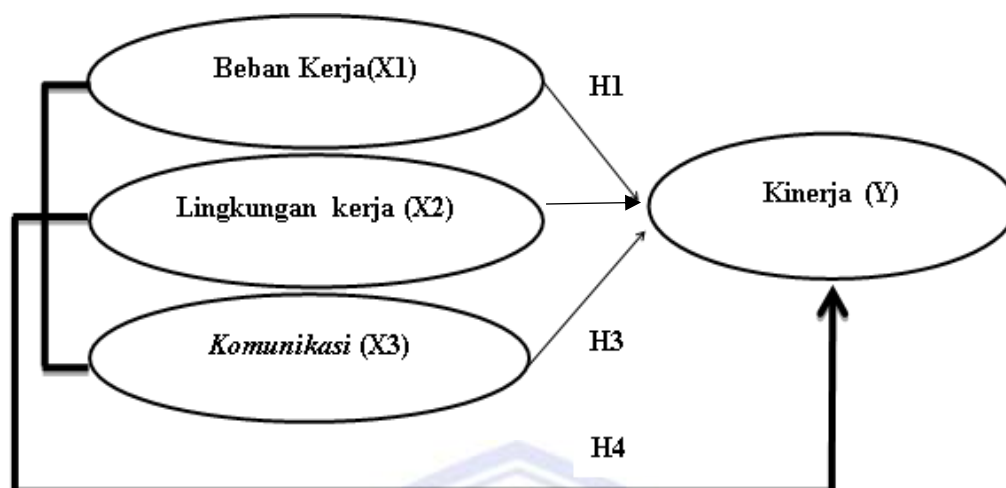 Beban Kerja(X1)
H1
Lingkungan kerja (X2)
Kinerja (Y)
Komunikasi (X3)
H3
H4